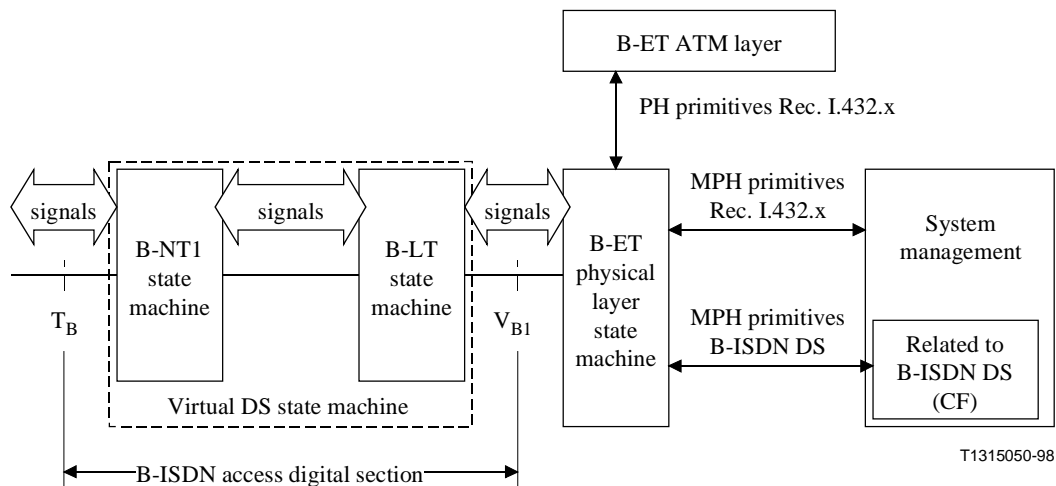 B-ET ATM layer
PH primitives Rec. I.432.x
signals
signals
signals
B-NT1
state
machine
B-LT
state
machine
B-ET
physical
layer
state
machine
MPH primitives
Rec. I.432.x
System
management
TB
VB1
MPH primitives
B-ISDN DS
Related to
B-ISDN DS
(CF)
Virtual DS state machine
B-ISDN access digital section
T1315050-98